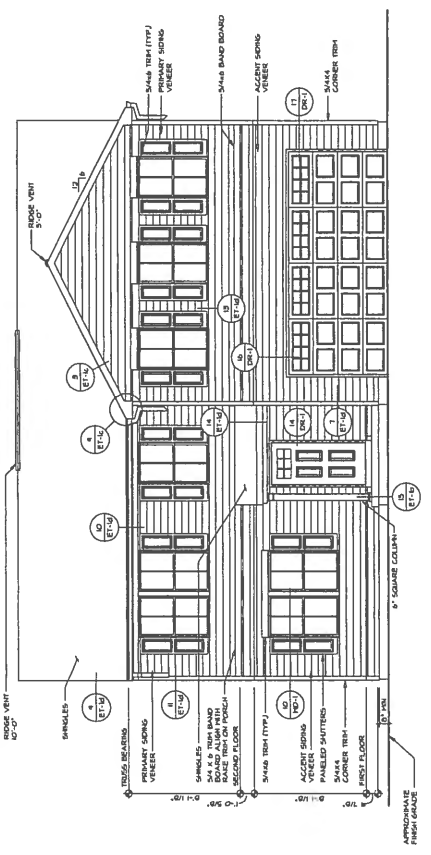 RIDGE VENT
10'-0"
SHINGLES
RIDGE VENT
5'-0"
12
6
5/4x6 TRIM (TYP.)
PRIMARY SIDING
VENEER
5/4x6 BAND BOARD
ACCENT SIDING
VENEER
5/4X4
CORNER TRIM
9
ET-1d
4
ET-1c
3
ET-1c
10
ET-1d
11
ET-1d
13
ET-1d
14
ET-1d
14
DR-1
7
ET-1d
15
ET-1b
16
DR-1
17
DR-1
10
MD-1
TRUSS BEARING
PRIMARY SIDING
VENEER
SHINGLES
5/4 X 6 TRIM BAND
BOARD ALIGN WITH
RAKE TRIM ON PORCH
SECOND FLOOR
5/4X6 TRIM (TYP.)
ACCENT SIDING
VENEER
PANELED SHUTTERS
5/4X4
CORNER TRIM
FIRST FLOOR
6" SQUARE COLUMN
8" MIN
APPROXIMATE
FINISH GRADE